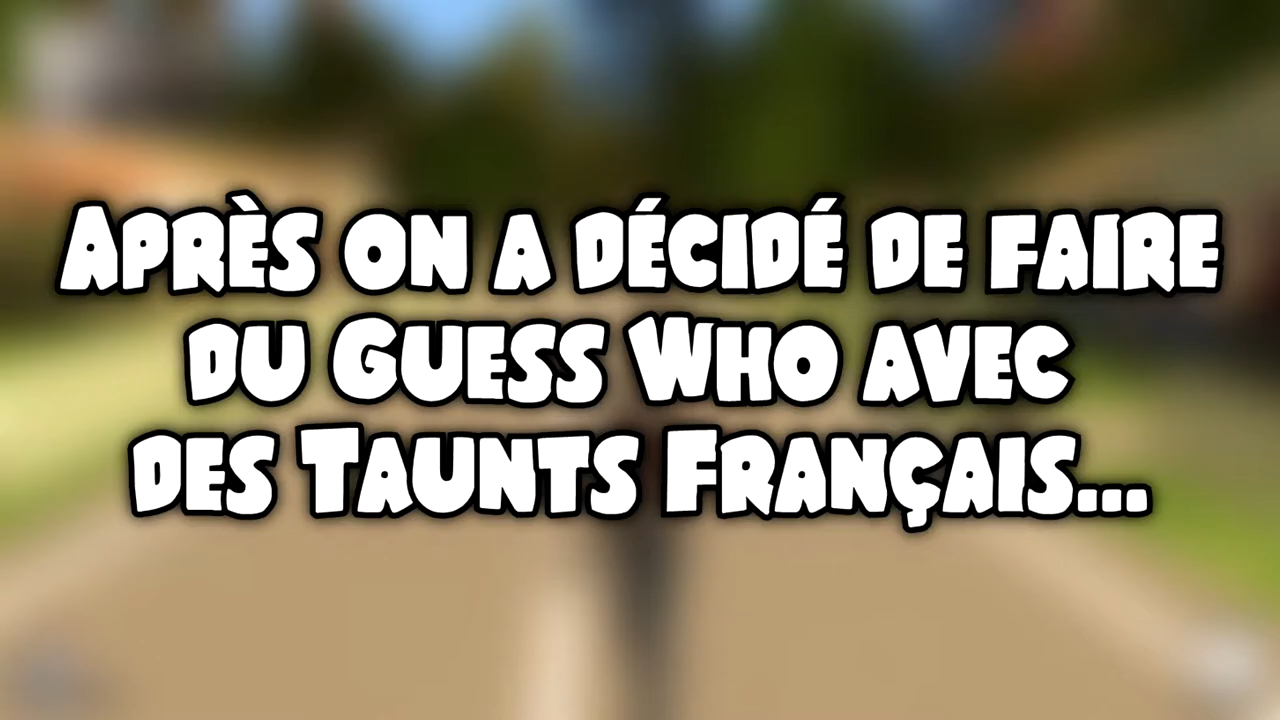 Après on a décidé de faire
du Guess Who avec
des Taunts Français...